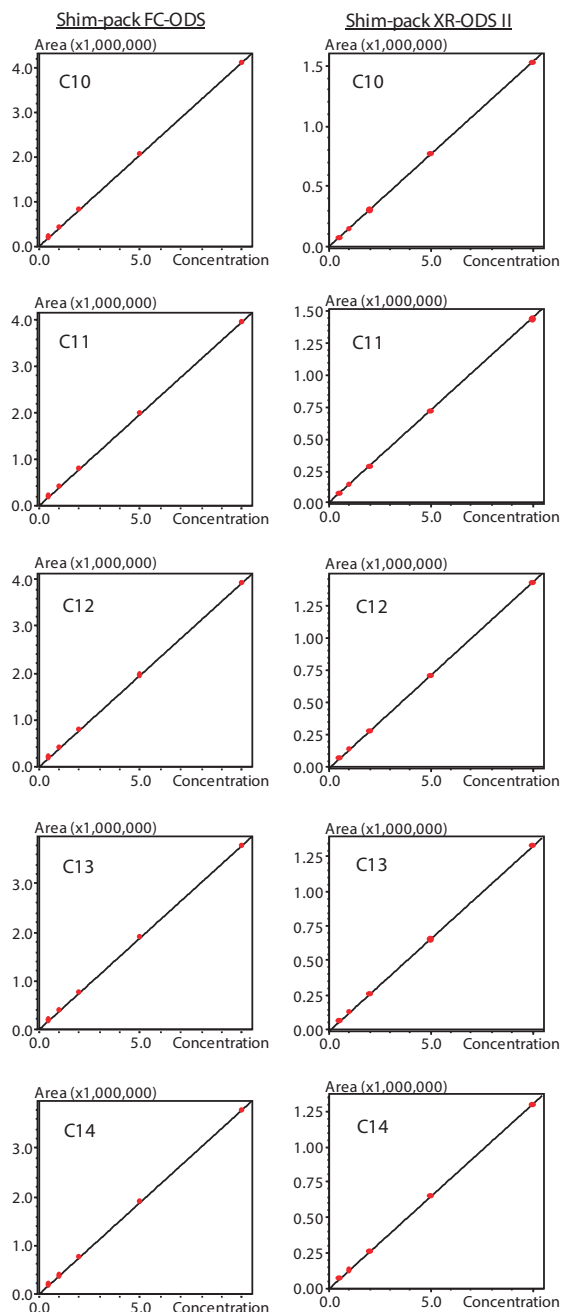 Shim-pack FC-ODS
Area (x1,000,000)
C10
4.0
3.0
2.0
1.0
0.0
0.0 5.0 Concentration
Area (x1,000,000)
C11
4.0
3.0
2.0
1.0
0.0
0.0 5.0 Concentration
Area (x1,000,000)
C12
4.0
3.0
2.0
1.0
0.0
0.0 5.0 Concentration
Area (x1,000,000)
C13
3.0
2.0
1.0
0.0
0.0 5.0 Concentration
Area (x1,000,000)
C14
3.0
2.0
1.0
0.0
0.0 5.0 Concentration
Shim-pack XR-ODS II
Area (x1,000,000)
C10
1.5
1.0
0.5
0.0
0.0 5.0 Concentration
Area (x1,000,000)
C11
1.50
1.25
1.00
0.75
0.50
0.25
0.00
0.0 5.0 Concentration
Area (x1,000,000)
C12
1.25
1.00
0.75
0.50
0.25
0.00
0.0 5.0 Concentration
Area (x1,000,000)
C13
1.25
1.00
0.75
0.50
0.25
0.00
0.0 5.0 Concentration
Area (x1,000,000)
C14
1.25
1.00
0.75
0.50
0.25
0.00
0.0 5.0 Concentration